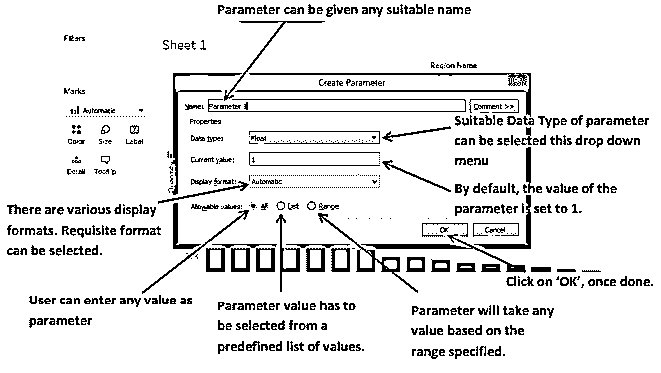 Parameter can be given any suitable name
Filters
Sheet 1
Region Name
Create Parameter
Marks
Name: Parameter 1
Comment >>
Automatic
Properties
Suitable Data Type of parameter
can be selected this drop down
menu
Data type: Float
Color Size Label
Current value: 1
Detail Tooltip
Display format: Automatic
By default, the value of the
parameter is set to 1.
There are various display
formats. Requisite format
can be selected.
Allowable values: All List Range
OK Cancel
Click on ‘OK’, once done.
User can enter any value as
parameter
Parameter value has to
be selected from a
predefined list of values.
Parameter will take any
value based on the
range specified.